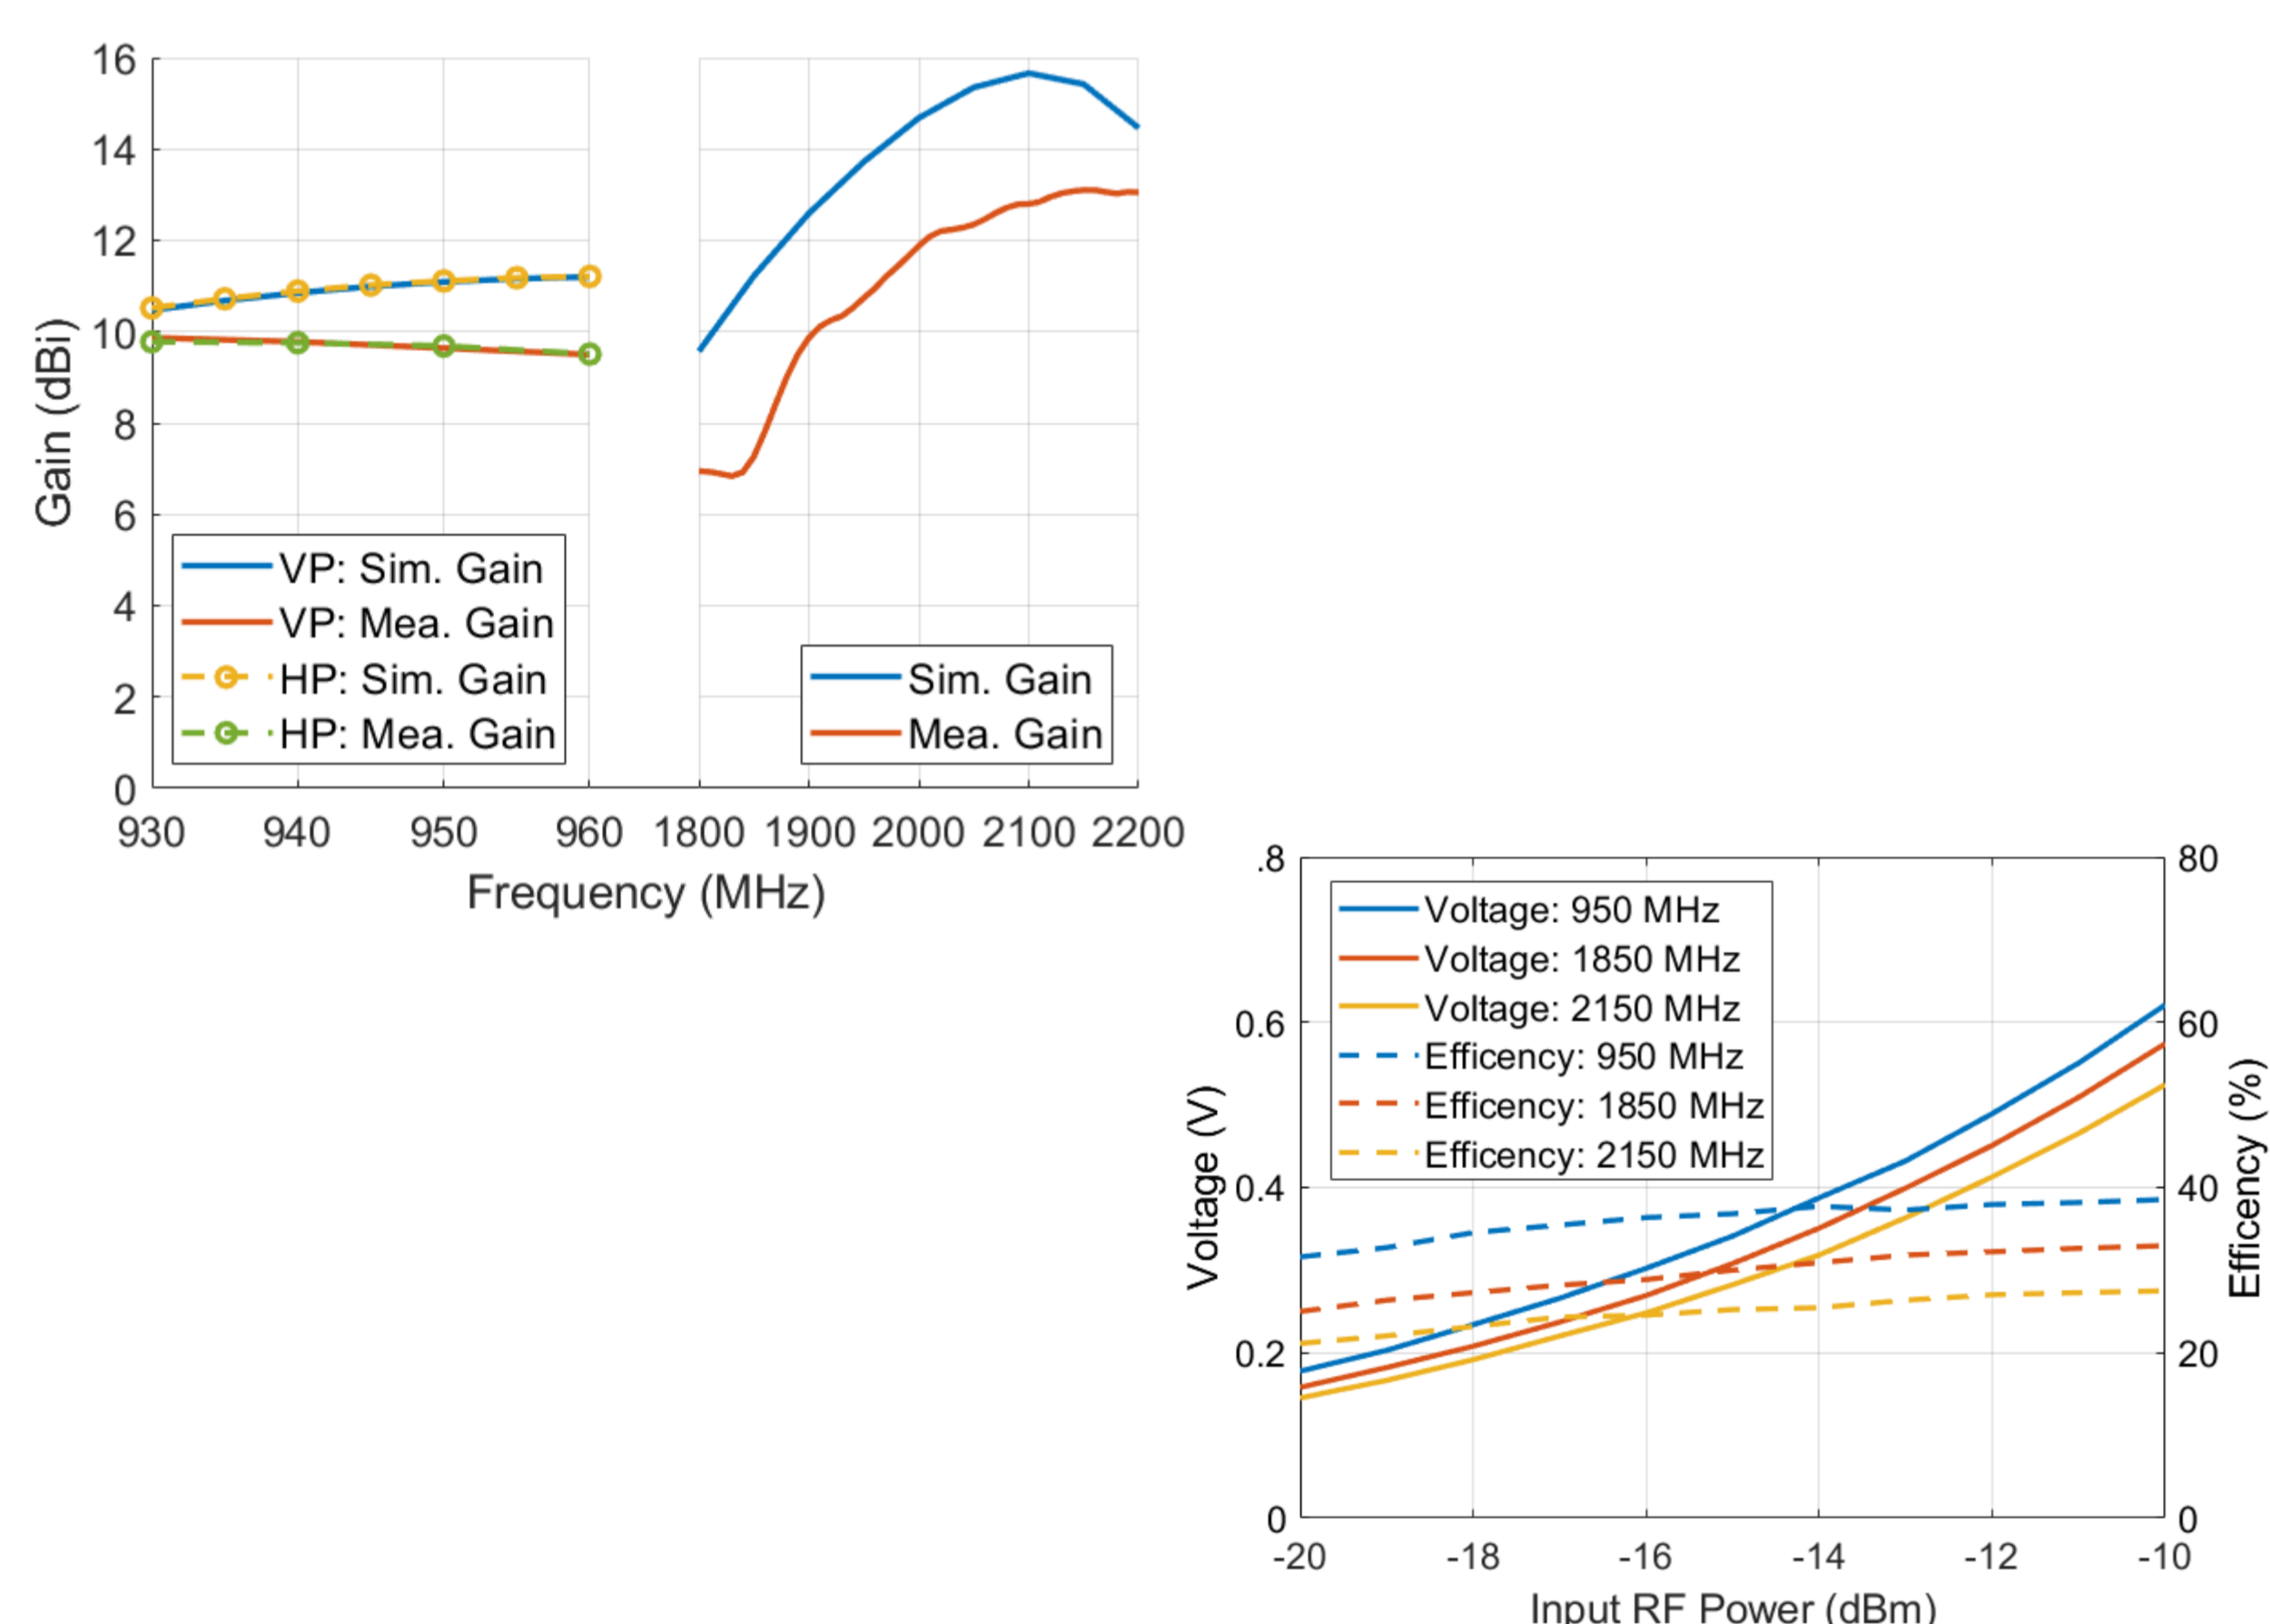 16
14
12
10
8
6
4
2
0
Gain (dBi)
VP: Sim. Gain
VP: Mea. Gain
HP: Sim. Gain
HP: Mea. Gain
Sim. Gain
Mea. Gain
930 940 950 960 1800 1900 2000 2100 2200
Frequency (MHz)
.8
0.6
0.4
0.2
0
Voltage (V)
Voltage: 950 MHz
Voltage: 1850 MHz
Voltage: 2150 MHz
Efficency: 950 MHz
Efficency: 1850 MHz
Efficency: 2150 MHz
80
60
40
20
0
Efficency (%)
-20 -18 -16 -14 -12 -10
Input RF Power (dBm)